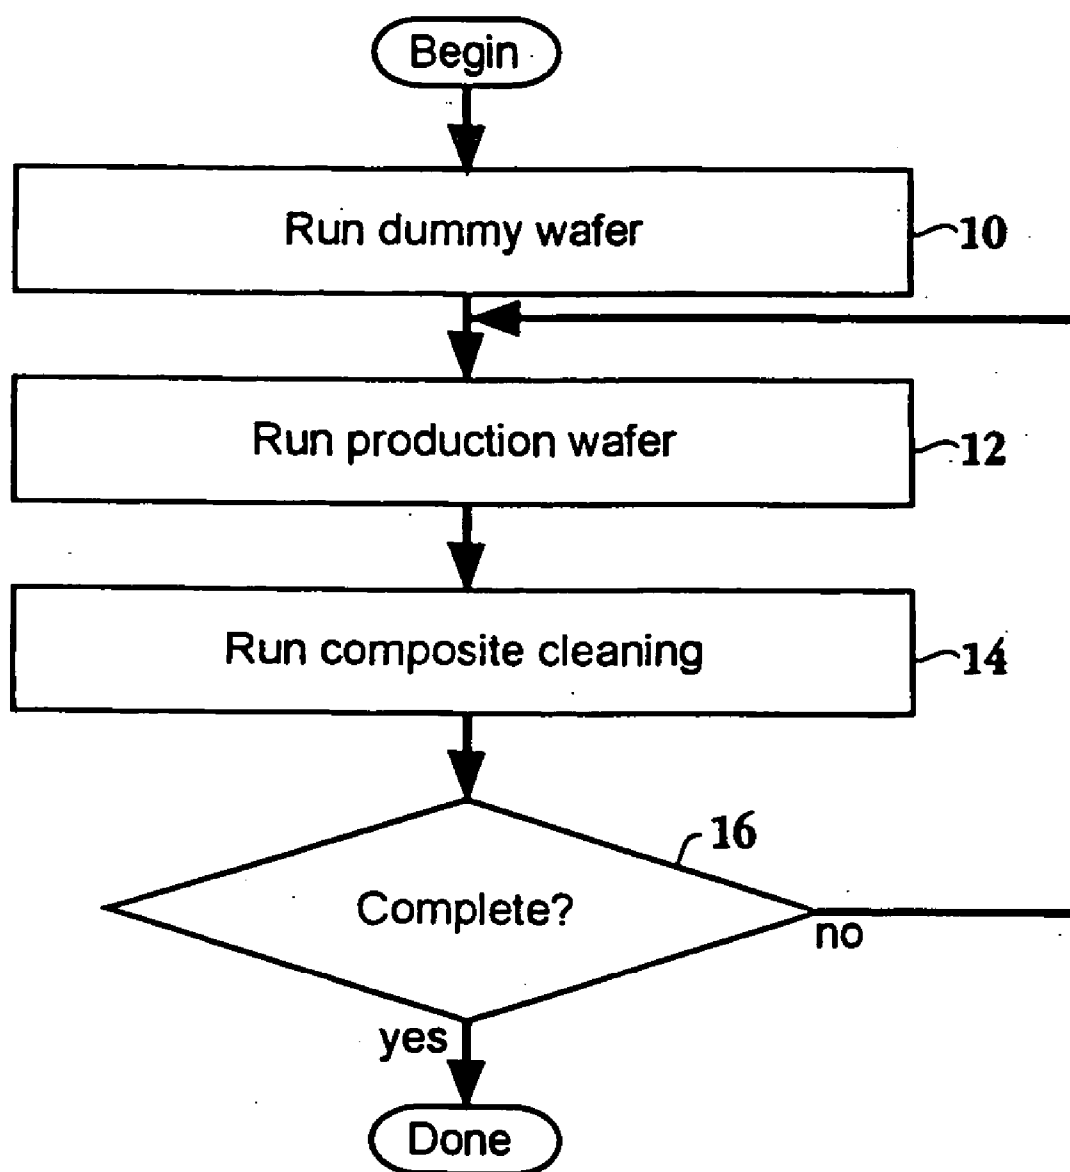 Begin
Run dummy wafer
10
Run production wafer
12
Run composite cleaning
14
16
Complete?
no
yes
Done